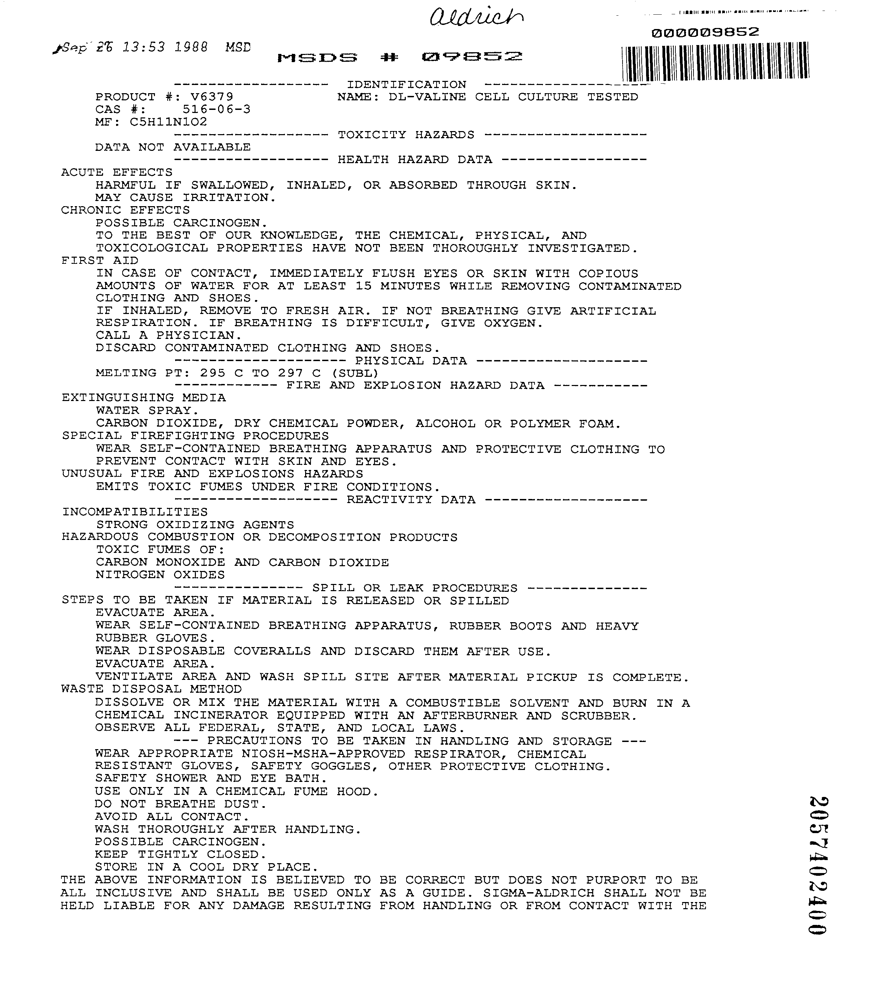 Aldrich
000009852
Sep 26 13:53 1988 MSD
MSDS # 09852
------------------ IDENTIFICATION -------------------
PRODUCT #: V6379 NAME: DL-VALINE CELL CULTURE TESTED
CAS #: 516-06-3
MF: C5H11N1O2
------------------ TOXICITY HAZARDS -------------------
DATA NOT AVAILABLE
------------------ HEALTH HAZARD DATA -----------------
ACUTE EFFECTS
HARMFUL IF SWALLOWED, INHALED, OR ABSORBED THROUGH SKIN.
MAY CAUSE IRRITATION.
CHRONIC EFFECTS
POSSIBLE CARCINOGEN.
TO THE BEST OF OUR KNOWLEDGE, THE CHEMICAL, PHYSICAL, AND
TOXICOLOGICAL PROPERTIES HAVE NOT BEEN THOROUGHLY INVESTIGATED.
FIRST AID
IN CASE OF CONTACT, IMMEDIATELY FLUSH EYES OR SKIN WITH COPIOUS
AMOUNTS OF WATER FOR AT LEAST 15 MINUTES WHILE REMOVING CONTAMINATED
CLOTHING AND SHOES.
IF INHALED, REMOVE TO FRESH AIR. IF NOT BREATHING GIVE ARTIFICIAL
RESPIRATION. IF BREATHING IS DIFFICULT, GIVE OXYGEN.
CALL A PHYSICIAN.
DISCARD CONTAMINATED CLOTHING AND SHOES.
-------------------- PHYSICAL DATA --------------------
MELTING PT: 295 C TO 297 C (SUBL)
------------ FIRE AND EXPLOSION HAZARD DATA -----------
EXTINGUISHING MEDIA
WATER SPRAY.
CARBON DIOXIDE, DRY CHEMICAL POWDER, ALCOHOL OR POLYMER FOAM.
SPECIAL FIREFIGHTING PROCEDURES
WEAR SELF-CONTAINED BREATHING APPARATUS AND PROTECTIVE CLOTHING TO
PREVENT CONTACT WITH SKIN AND EYES.
UNUSUAL FIRE AND EXPLOSIONS HAZARDS
EMITS TOXIC FUMES UNDER FIRE CONDITIONS.
------------------- REACTIVITY DATA -------------------
INCOMPATIBILITIES
STRONG OXIDIZING AGENTS
HAZARDOUS COMBUSTION OR DECOMPOSITION PRODUCTS
TOXIC FUMES OF:
CARBON MONOXIDE AND CARBON DIOXIDE
NITROGEN OXIDES
--------------- SPILL OR LEAK PROCEDURES --------------
STEPS TO BE TAKEN IF MATERIAL IS RELEASED OR SPILLED
EVACUATE AREA.
WEAR SELF-CONTAINED BREATHING APPARATUS, RUBBER BOOTS AND HEAVY
RUBBER GLOVES.
WEAR DISPOSABLE COVERALLS AND DISCARD THEM AFTER USE.
EVACUATE AREA.
VENTILATE AREA AND WASH SPILL SITE AFTER MATERIAL PICKUP IS COMPLETE.
WASTE DISPOSAL METHOD
DISSOLVE OR MIX THE MATERIAL WITH A COMBUSTIBLE SOLVENT AND BURN IN A
CHEMICAL INCINERATOR EQUIPPED WITH AN AFTERBURNER AND SCRUBBER.
OBSERVE ALL FEDERAL, STATE, AND LOCAL LAWS.
--- PRECAUTIONS TO BE TAKEN IN HANDLING AND STORAGE ---
WEAR APPROPRIATE NIOSH-MSHA-APPROVED RESPIRATOR, CHEMICAL
RESISTANT GLOVES, SAFETY GOGGLES, OTHER PROTECTIVE CLOTHING.
SAFETY SHOWER AND EYE BATH.
USE ONLY IN A CHEMICAL FUME HOOD.
DO NOT BREATHE DUST.
AVOID ALL CONTACT.
WASH THOROUGHLY AFTER HANDLING.
POSSIBLE CARCINOGEN.
KEEP TIGHTLY CLOSED.
STORE IN A COOL DRY PLACE.
THE ABOVE INFORMATION IS BELIEVED TO BE CORRECT BUT DOES NOT PURPORT TO BE
ALL INCLUSIVE AND SHALL BE USED ONLY AS A GUIDE. SIGMA-ALDRICH SHALL NOT BE
HELD LIABLE FOR ANY DAMAGE RESULTING FROM HANDLING OR FROM CONTACT WITH THE
2057402400